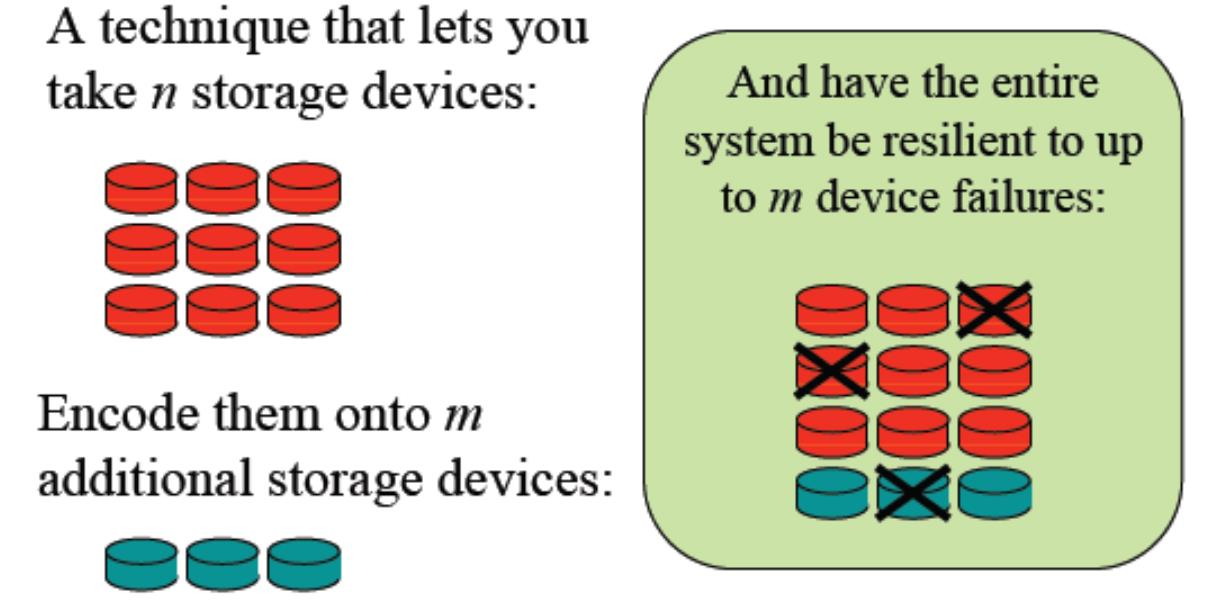 A technique that lets you
take n storage devices:
Encode them onto m
additional storage devices:
And have the entire
system be resilient to up
to m device failures: